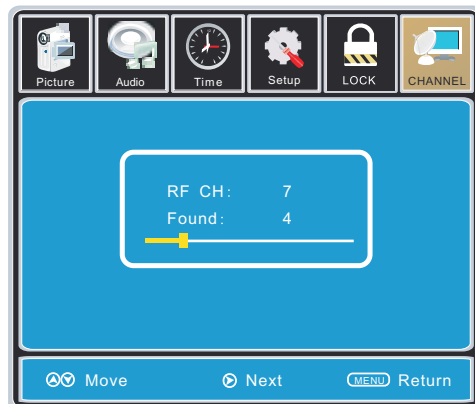 Picture Audio Time Setup LOCK CHANNEL
RF CH: 7
Found: 4
Move Next MENU Return